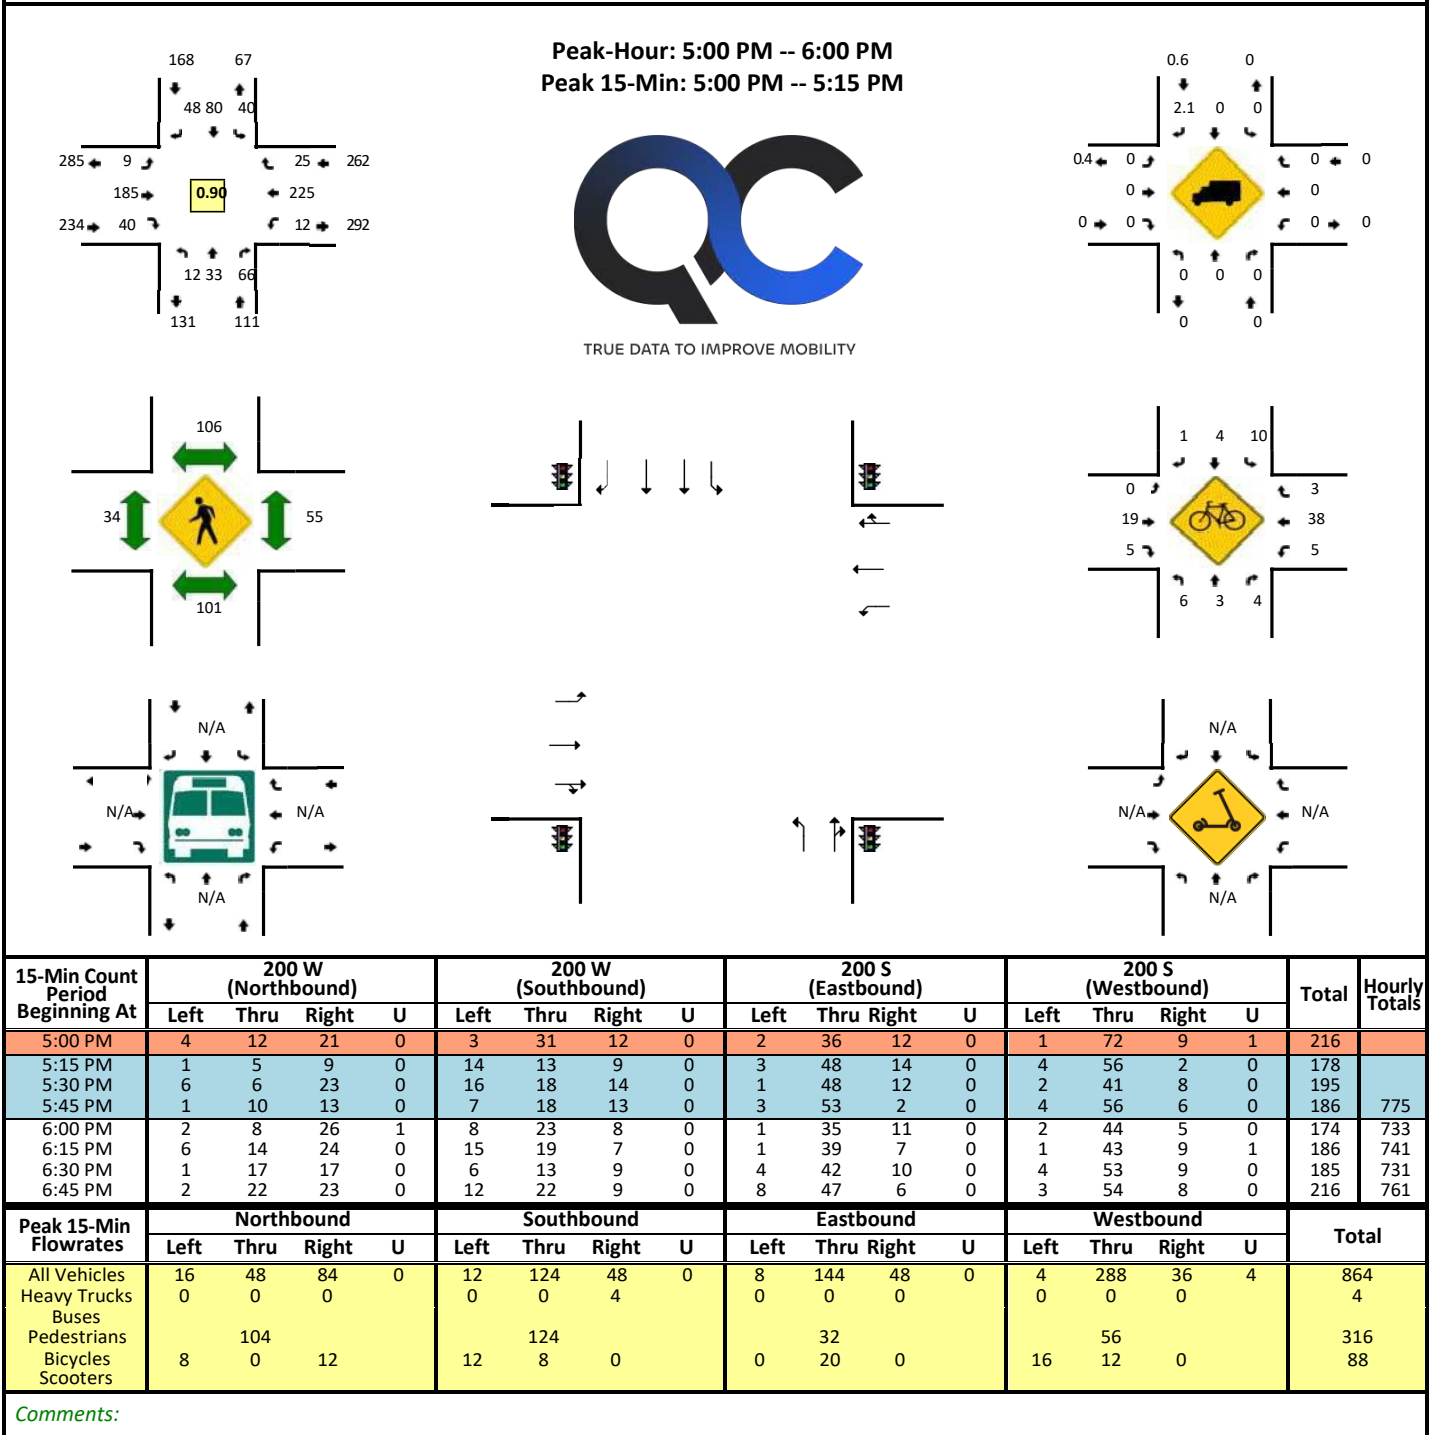 Peak-Hour: 5:00 PM -- 6:00 PM
Peak 15-Min: 5:00 PM -- 5:15 PM
168 67
48 80 40
285 9 25 262
185 0.90 225
234 40 12 292
12 33 66
131 111
QC
TRUE DATA TO IMPROVE MOBILITY
0.6 0
2.1 0 0
0.4 0 0 0
0 0
0 0 0 0
0 0 0
0 0
106
34 55
101
1 4 10
0 3
19 38
5 5
6 3 4
N/A
N/A N/A
N/A
N/A
N/A N/A
N/A
15-Min Count Period Beginning At 200 W (Northbound) 200 W (Southbound) 200 S (Eastbound) 200 S (Westbound) Total Hourly Totals
Left Thru Right U Left Thru Right U Left Thru Right U Left Thru Right U
5:00 PM 4 12 21 0 3 31 12 0 2 36 12 0 1 72 9 1 216
5:15 PM 1 5 9 0 14 13 9 0 3 48 14 0 4 56 2 0 178
5:30 PM 6 6 23 0 16 18 14 0 1 48 12 0 2 41 8 0 195
5:45 PM 1 10 13 0 7 18 13 0 3 53 2 0 4 56 6 0 186 775
6:00 PM 2 8 26 1 8 23 8 0 1 35 11 0 2 44 5 0 174 733
6:15 PM 6 14 24 0 15 19 7 0 1 39 7 0 1 43 9 1 186 741
6:30 PM 1 17 17 0 6 13 9 0 4 42 10 0 4 53 9 0 185 731
6:45 PM 2 22 23 0 12 22 9 0 8 47 6 0 3 54 8 0 216 761
Peak 15-Min Flowrates Northbound Southbound Eastbound Westbound Total
Left Thru Right U Left Thru Right U Left Thru Right U Left Thru Right U
All Vehicles 16 48 84 0 12 124 48 0 8 144 48 0 4 288 36 4 864
Heavy Trucks 0 0 0 0 0 4 0 0 0 0 0 0 4
Buses
Pedestrians 104 124 32 56 316
Bicycles 8 0 12 12 8 0 0 20 0 16 12 0 88
Scooters
Comments: